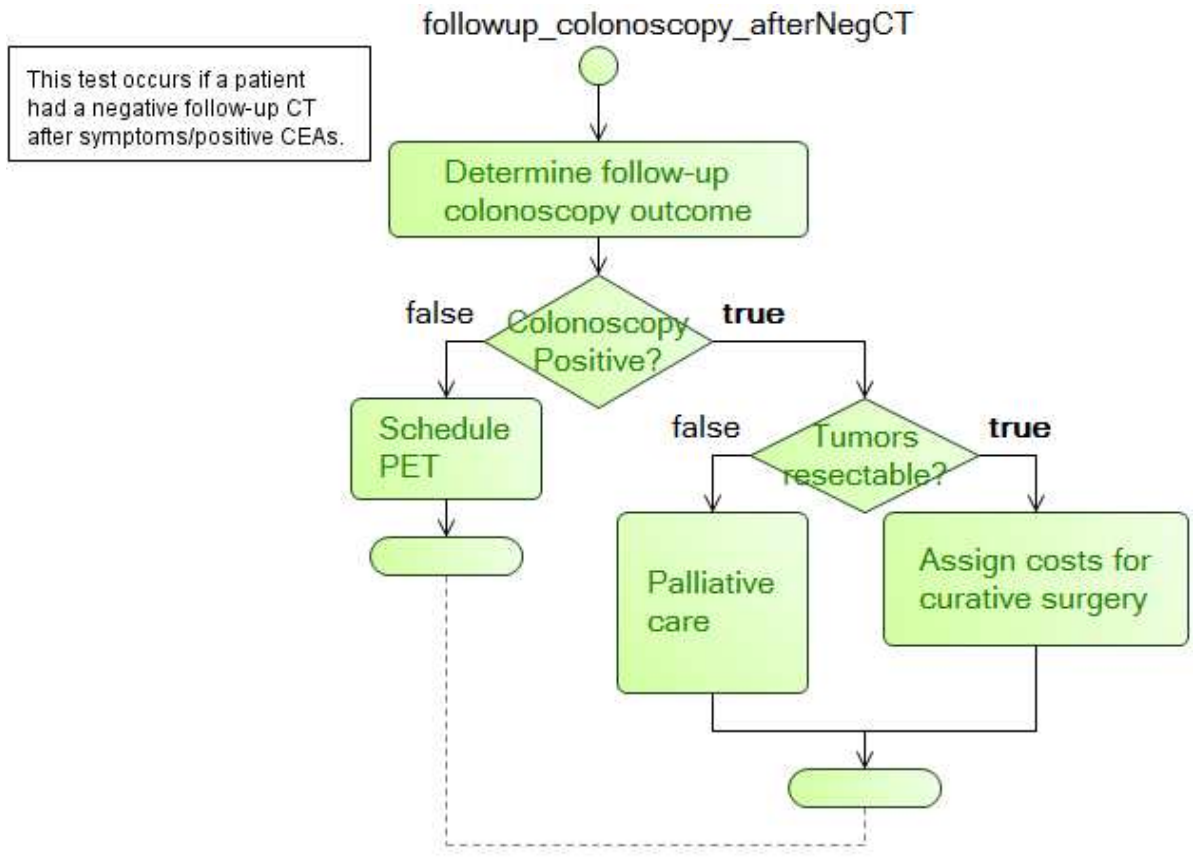 followup_colonoscopy_afterNegCT
This test occurs if a patient
had a negative follow-up CT
after symptoms/positive CEAs.
Determine follow-up
colonoscopy outcome
false
Colonoscopy
Positive?
true
Schedule
PET
false
Tumors
resectable?
true
Palliative
care
Assign costs for
curative surgery